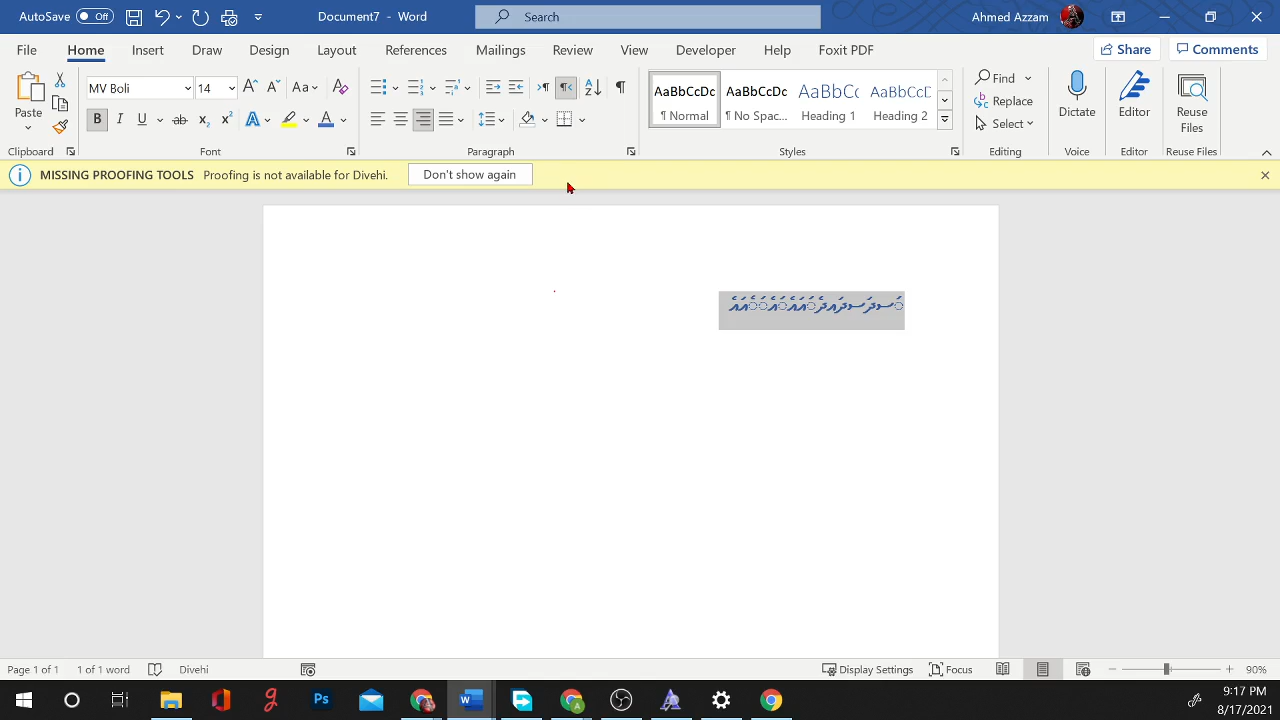 AutoSave Off Document7 - Word Search Ahmed Azzam
File Home Insert Draw Design Layout References Mailings Review View Developer Help Foxit PDF Share Comments
Paste MV Boli 14 Aa AaBbCcDc AaBbCcDc AaBbCc AaBbCcC Find Replace Select Dictate Editor Reuse Files
¶ Normal ¶ No Spac... Heading 1 Heading 2
Clipboard Font Paragraph Styles Editing Voice Editor Reuse Files
MISSING PROOFING TOOLS Proofing is not available for Divehi. Don't show again
Page 1 of 1 1 of 1 word Divehi Display Settings Focus 90%
9:17 PM
8/17/2021